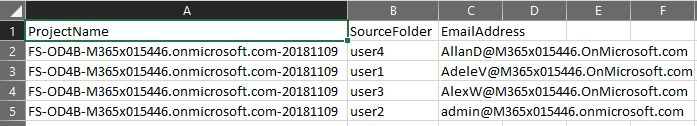 A B C D E F
1 ProjectName SourceFolder EmailAddress
2 FS-OD4B-M365x015446.onmicrosoft.com-20181109 user4 AllanD@M365x015446.OnMicrosoft.com
3 FS-OD4B-M365x015446.onmicrosoft.com-20181109 user1 AdeleV@M365x015446.OnMicrosoft.com
4 FS-OD4B-M365x015446.onmicrosoft.com-20181109 user3 AlexW@M365x015446.OnMicrosoft.com
5 FS-OD4B-M365x015446.onmicrosoft.com-20181109 user2 admin@M365x015446.onmicrosoft.com